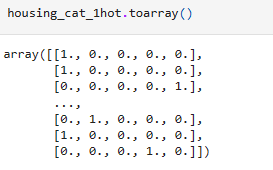 housing_cat_1hot.toarray()
array([[1., 0., 0., 0., 0.],
[1., 0., 0., 0., 0.],
[0., 0., 0., 0., 1.],
...,
[0., 1., 0., 0., 0.],
[1., 0., 0., 0., 0.],
[0., 0., 0., 1., 0.]])